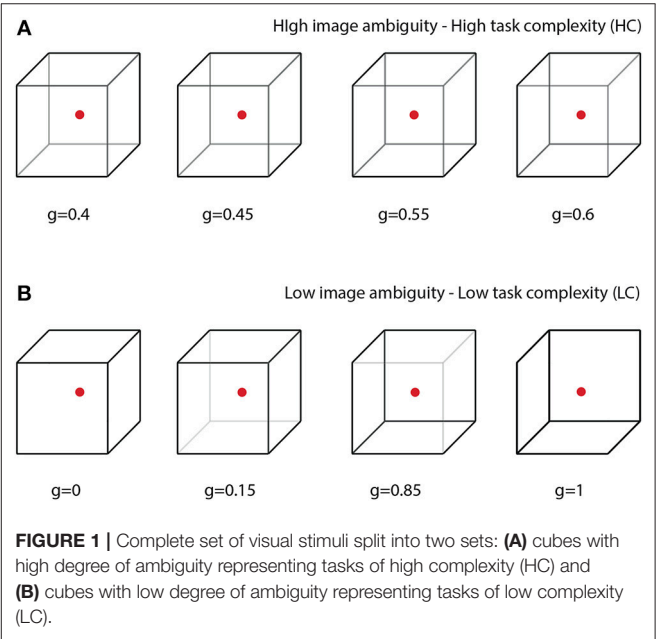 A
HIgh image ambiguity - High task complexity (HC)
g=0.4 g=0.45 g=0.55 g=0.6
B
Low image ambiguity - Low task complexity (LC)
g=0 g=0.15 g=0.85 g=1
FIGURE 1 | Complete set of visual stimuli split into two sets: (A) cubes with
high degree of ambiguity representing tasks of high complexity (HC) and
(B) cubes with low degree of ambiguity representing tasks of low complexity
(LC).